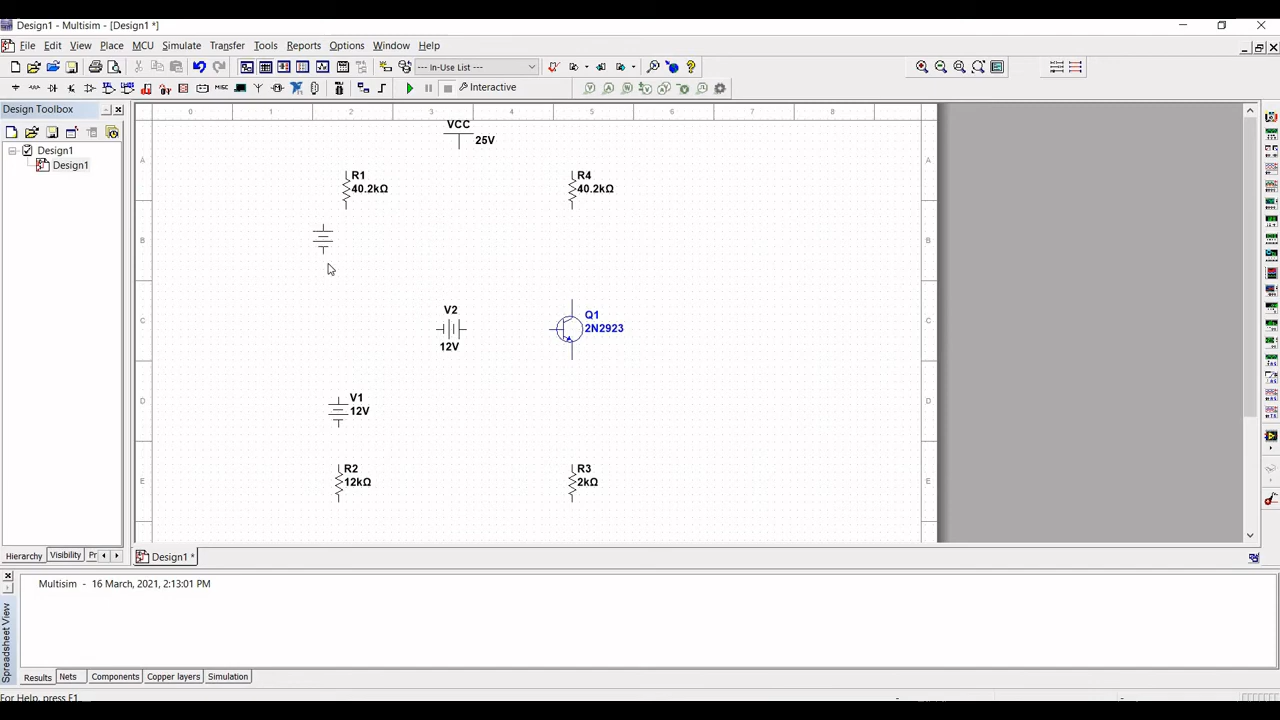 Design1 - Multisim - [Design1 *]
File Edit View Place MCU Simulate Transfer Tools Reports Options Window Help
--- In-Use List ---
Interactive
Design Toolbox
Design1
Design1
0 1 2 3 4 5 6 7 8
VCC
25V
A A
R1
40.2kΩ
R4
40.2kΩ
B B
V2
12V
Q1
2N2923
C C
V1
12V
D D
R2
12kΩ
R3
2kΩ
E E
Hierarchy Visibility Pr
Design1 *
Multisim - 16 March, 2021, 2:13:01 PM
Spreadsheet View
Results Nets Components Copper layers Simulation
For Help, press F1